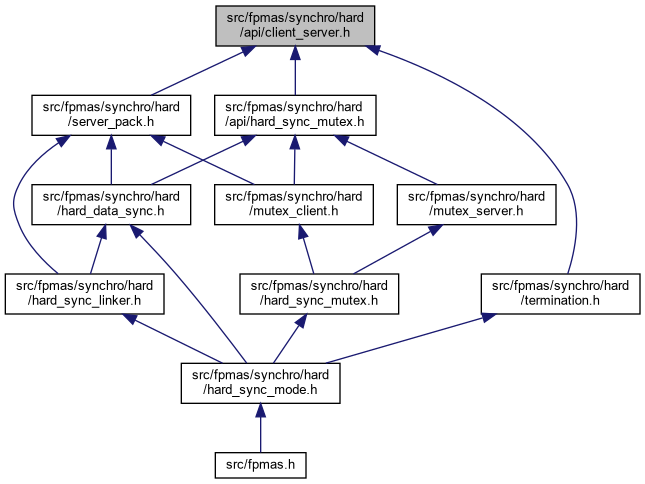 src/fpmas/synchro/hard
/api/client_server.h
src/fpmas/synchro/hard
/server_pack.h
src/fpmas/synchro/hard
/api/hard_sync_mutex.h
src/fpmas/synchro/hard
/hard_data_sync.h
src/fpmas/synchro/hard
/mutex_client.h
src/fpmas/synchro/hard
/mutex_server.h
src/fpmas/synchro/hard
/hard_sync_linker.h
src/fpmas/synchro/hard
/hard_sync_mutex.h
src/fpmas/synchro/hard
/termination.h
src/fpmas/synchro/hard
/hard_sync_mode.h
src/fpmas.h